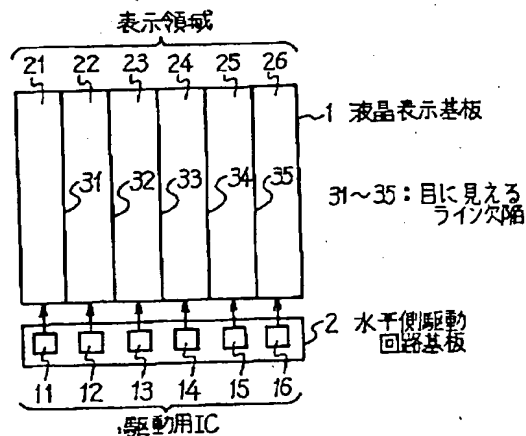 表示領域
21 22 23 24 25 26
1 液晶表示基板
31 32 33 34 35
31～35：目に見える
ライン欠陥
2 水平側駆動
回路基板
11 12 13 14 15 16
駆動用IC